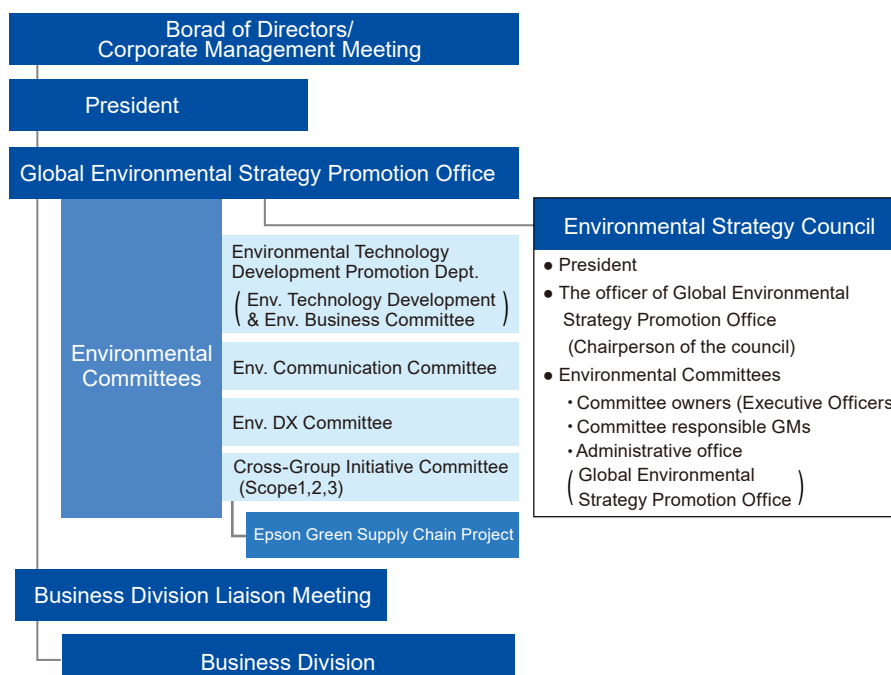 Borad of Directors/
Corporate Management Meeting
President
Global Environmental Strategy Promotion Office
Environmental
Committees
Environmental Technology
Development Promotion Dept.
(Env. Technology Development
& Env. Business Committee)
Env. Communication Committee
Env. DX Committee
Cross-Group Initiative Committee
(Scope1,2,3)
Epson Green Supply Chain Project
Environmental Strategy Council
● President
● The officer of Global Environmental
Strategy Promotion Office
(Chairperson of the council)
● Environmental Committees
・Committee owners (Executive Officers
・Committee responsible GMs
・Administrative office
(Global Environmental
Strategy Promotion Office)
Business Division Liaison Meeting
Business Division